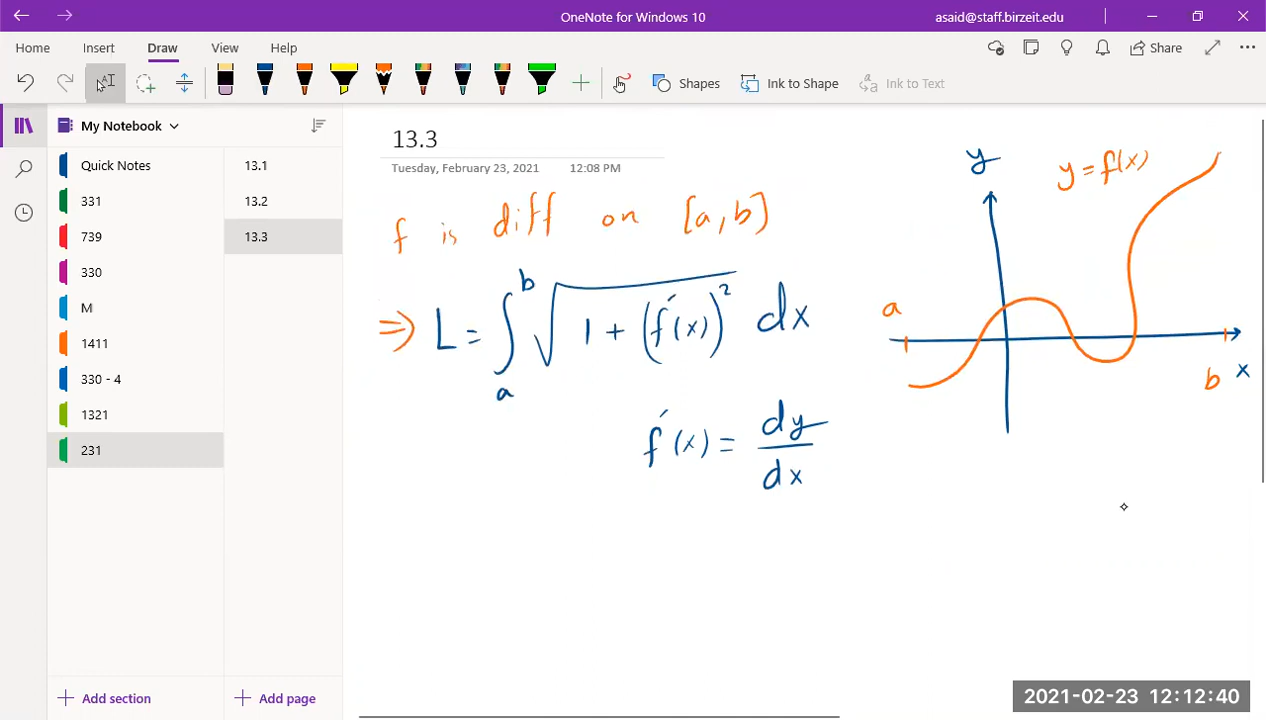 OneNote for Windows 10
asaid@staff.birzeit.edu
Home Insert Draw View Help
Share
Shapes Ink to Shape Ink to Text
My Notebook
Quick Notes
331
739
330
M
1411
330 - 4
1321
231
Add section
13.1
13.2
13.3
Add page
13.3
Tuesday, February 23, 2021 12:08 PM
f is diff on [a,b]
⇒ L = ∫_a^b √(1 + (f′(x))²) dx
f′(x) = dy/dx
y
y = f(x)
a
b
x
2021-02-23 12:12:40